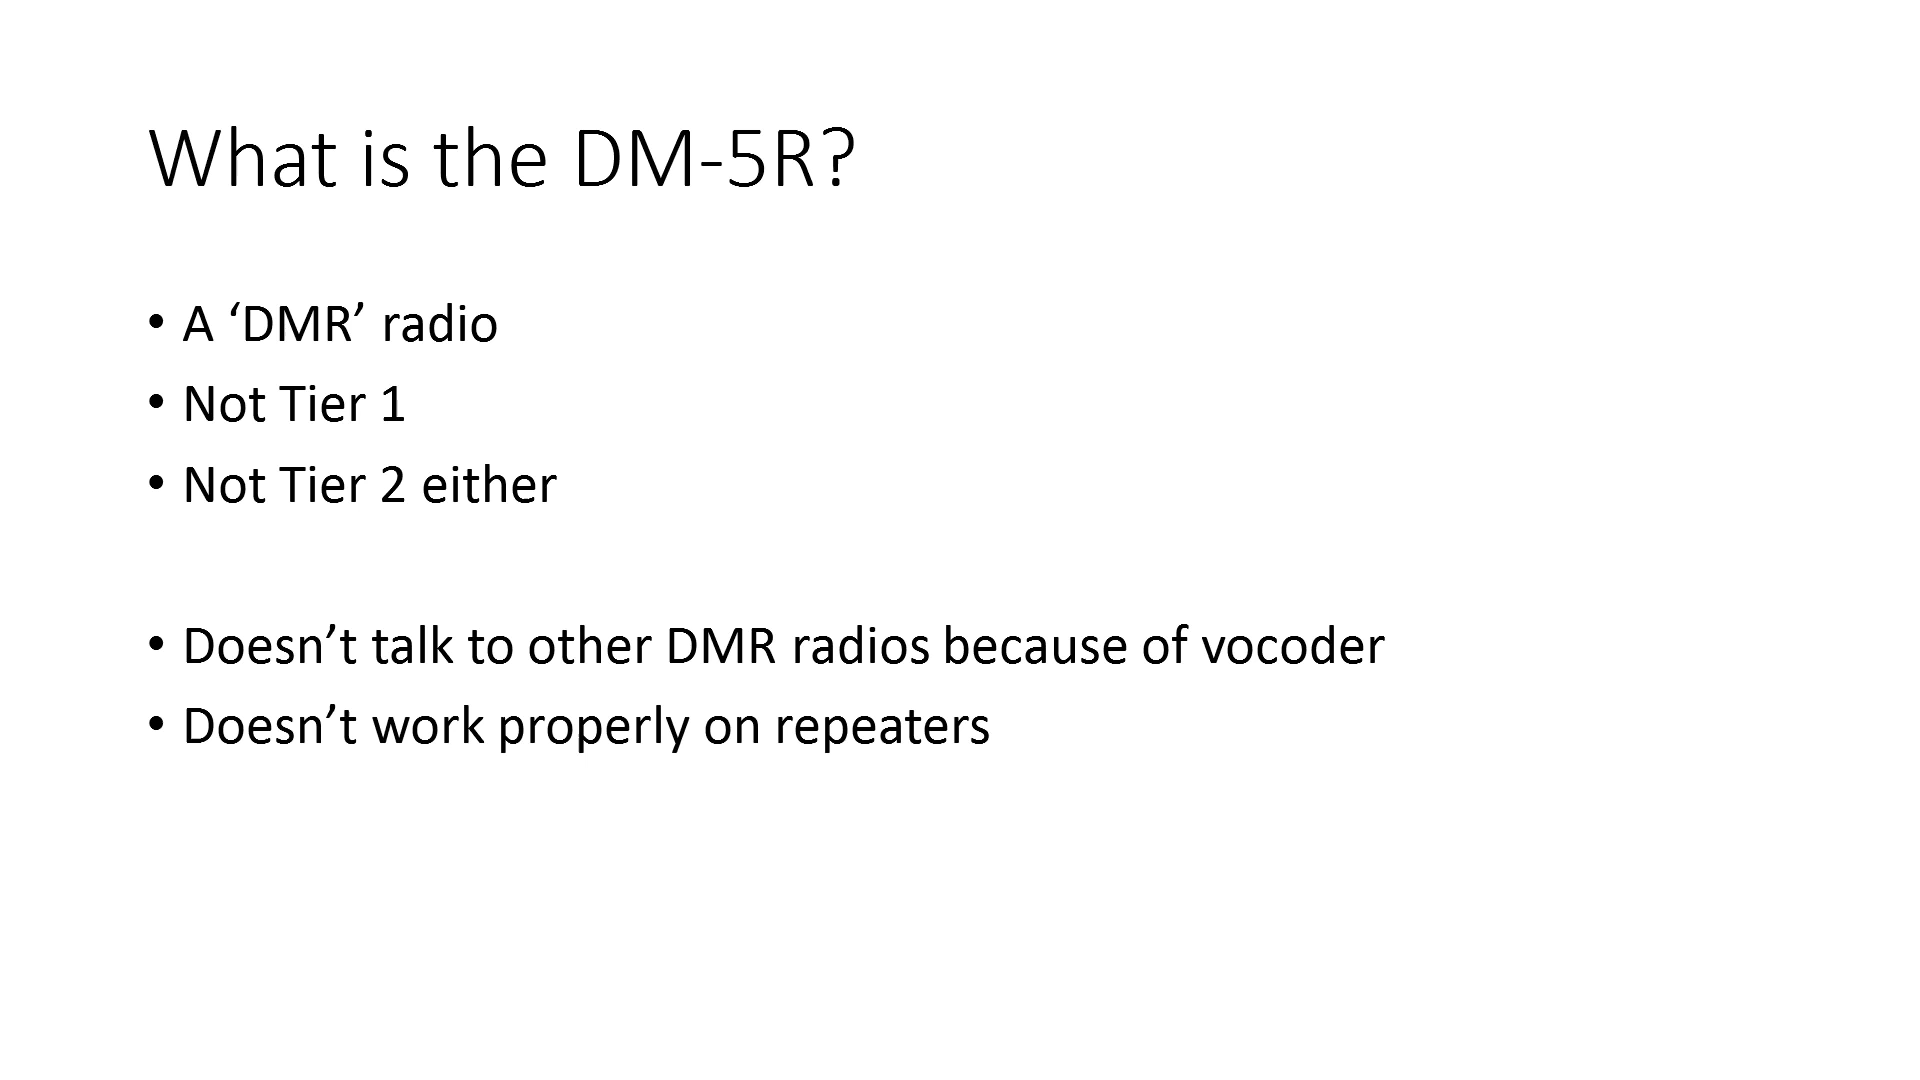 What is the DM-5R?
• A ‘DMR’ radio
• Not Tier 1
• Not Tier 2 either
• Doesn’t talk to other DMR radios because of vocoder
• Doesn’t work properly on repeaters